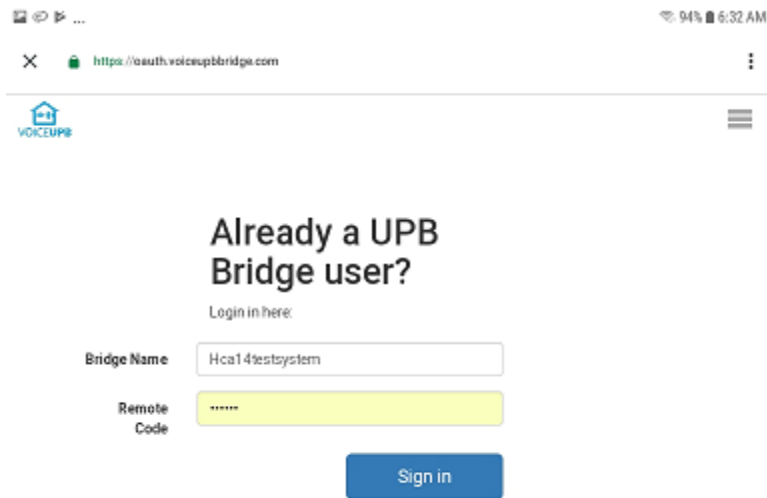 ... 94% 6:32 AM
https://oauth.voiceupbbridge.com
VOICEUPB
Already a UPB
Bridge user?
Login in here:
Bridge Name Hca14testsystem
Remote
Code ••••••
Sign in